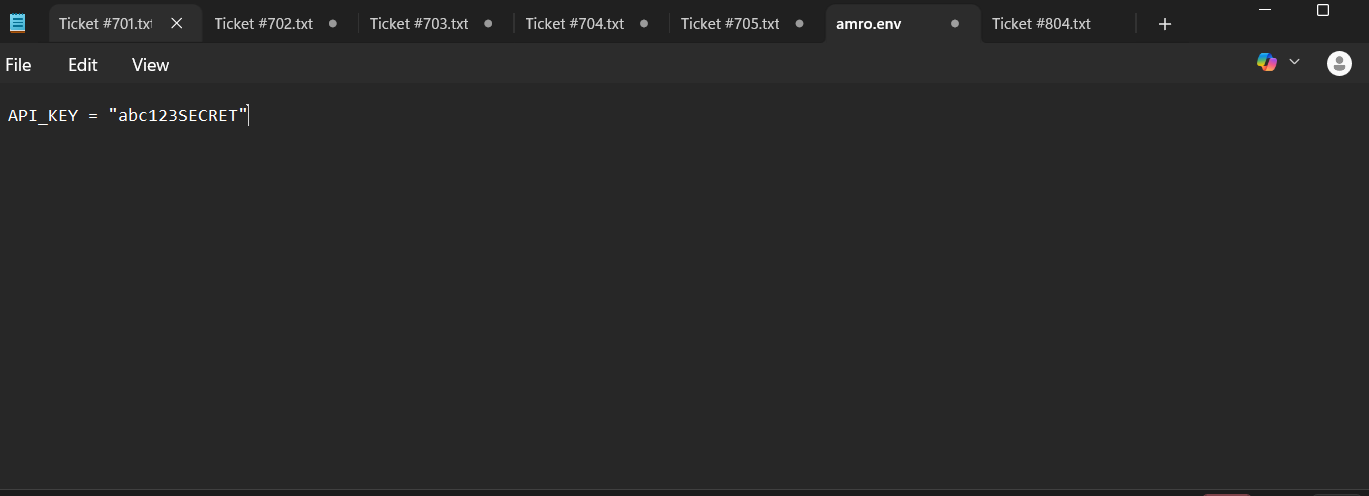 Ticket #701.txt
Ticket #702.txt
Ticket #703.txt
Ticket #704.txt
Ticket #705.txt
amro.env
Ticket #804.txt
File
Edit
View
API_KEY = "abc123SECRET"